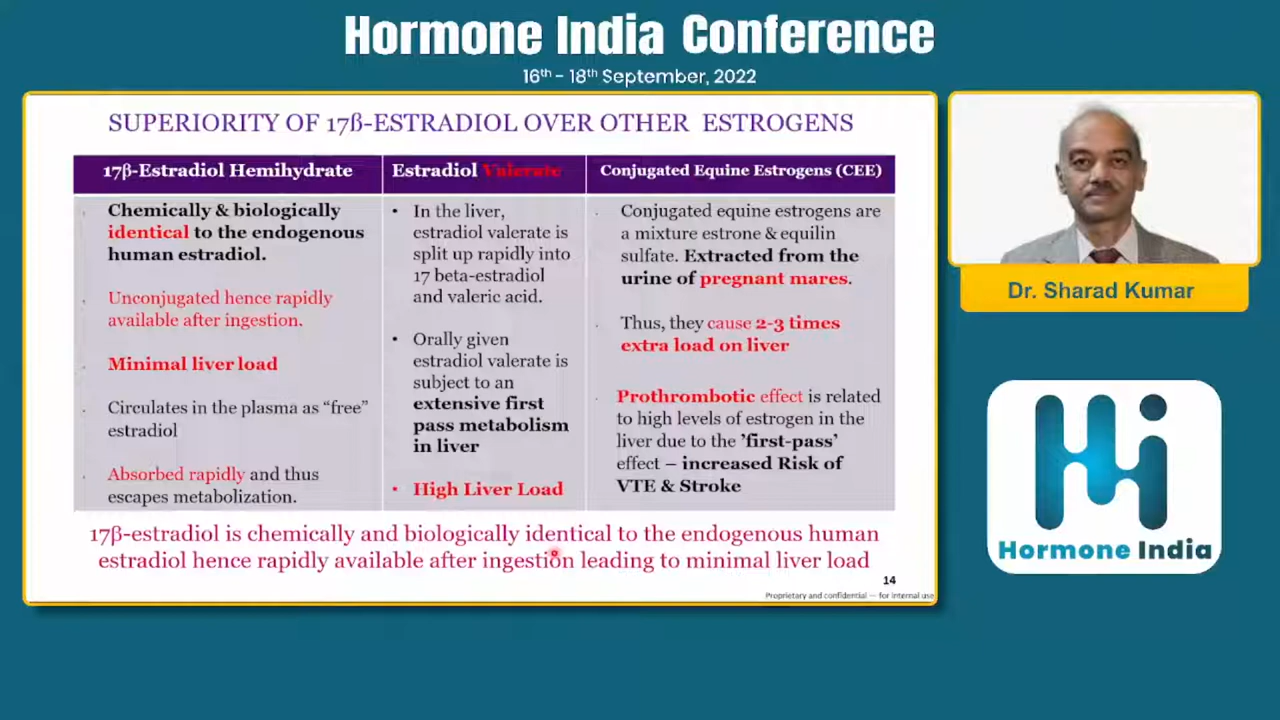 Hormone India Conference
16th - 18th September, 2022
SUPERIORITY OF 17ß-ESTRADIOL OVER OTHER ESTROGENS
17β-Estradiol Hemihydrate
Chemically & biologically
identical to the endogenous
human estradiol.
Unconjugated hence rapidly
available after ingestion.
Minimal liver load
Circulates in the plasma as “free”
estradiol
Absorbed rapidly and thus
escapes metabolization.
Estradiol Valerate
• In the liver,
estradiol valerate is
split up rapidly into
17 beta-estradiol
and valeric acid.
• Orally given
estradiol valerate is
subject to an
extensive first
pass metabolism
in liver
• High Liver Load
Conjugated Equine Estrogens (CEE)
Conjugated equine estrogens are
a mixture estrone & equilin
sulfate. Extracted from the
urine of pregnant mares.
Thus, they cause 2-3 times
extra load on liver
Prothrombotic effect is related
to high levels of estrogen in the
liver due to the ’first-pass’
effect – increased Risk of
VTE & Stroke
17β-estradiol is chemically and biologically identical to the endogenous human
estradiol hence rapidly available after ingestion leading to minimal liver load
14
Proprietary and confidential — for internal use
Dr. Sharad Kumar
Hi
Hormone India